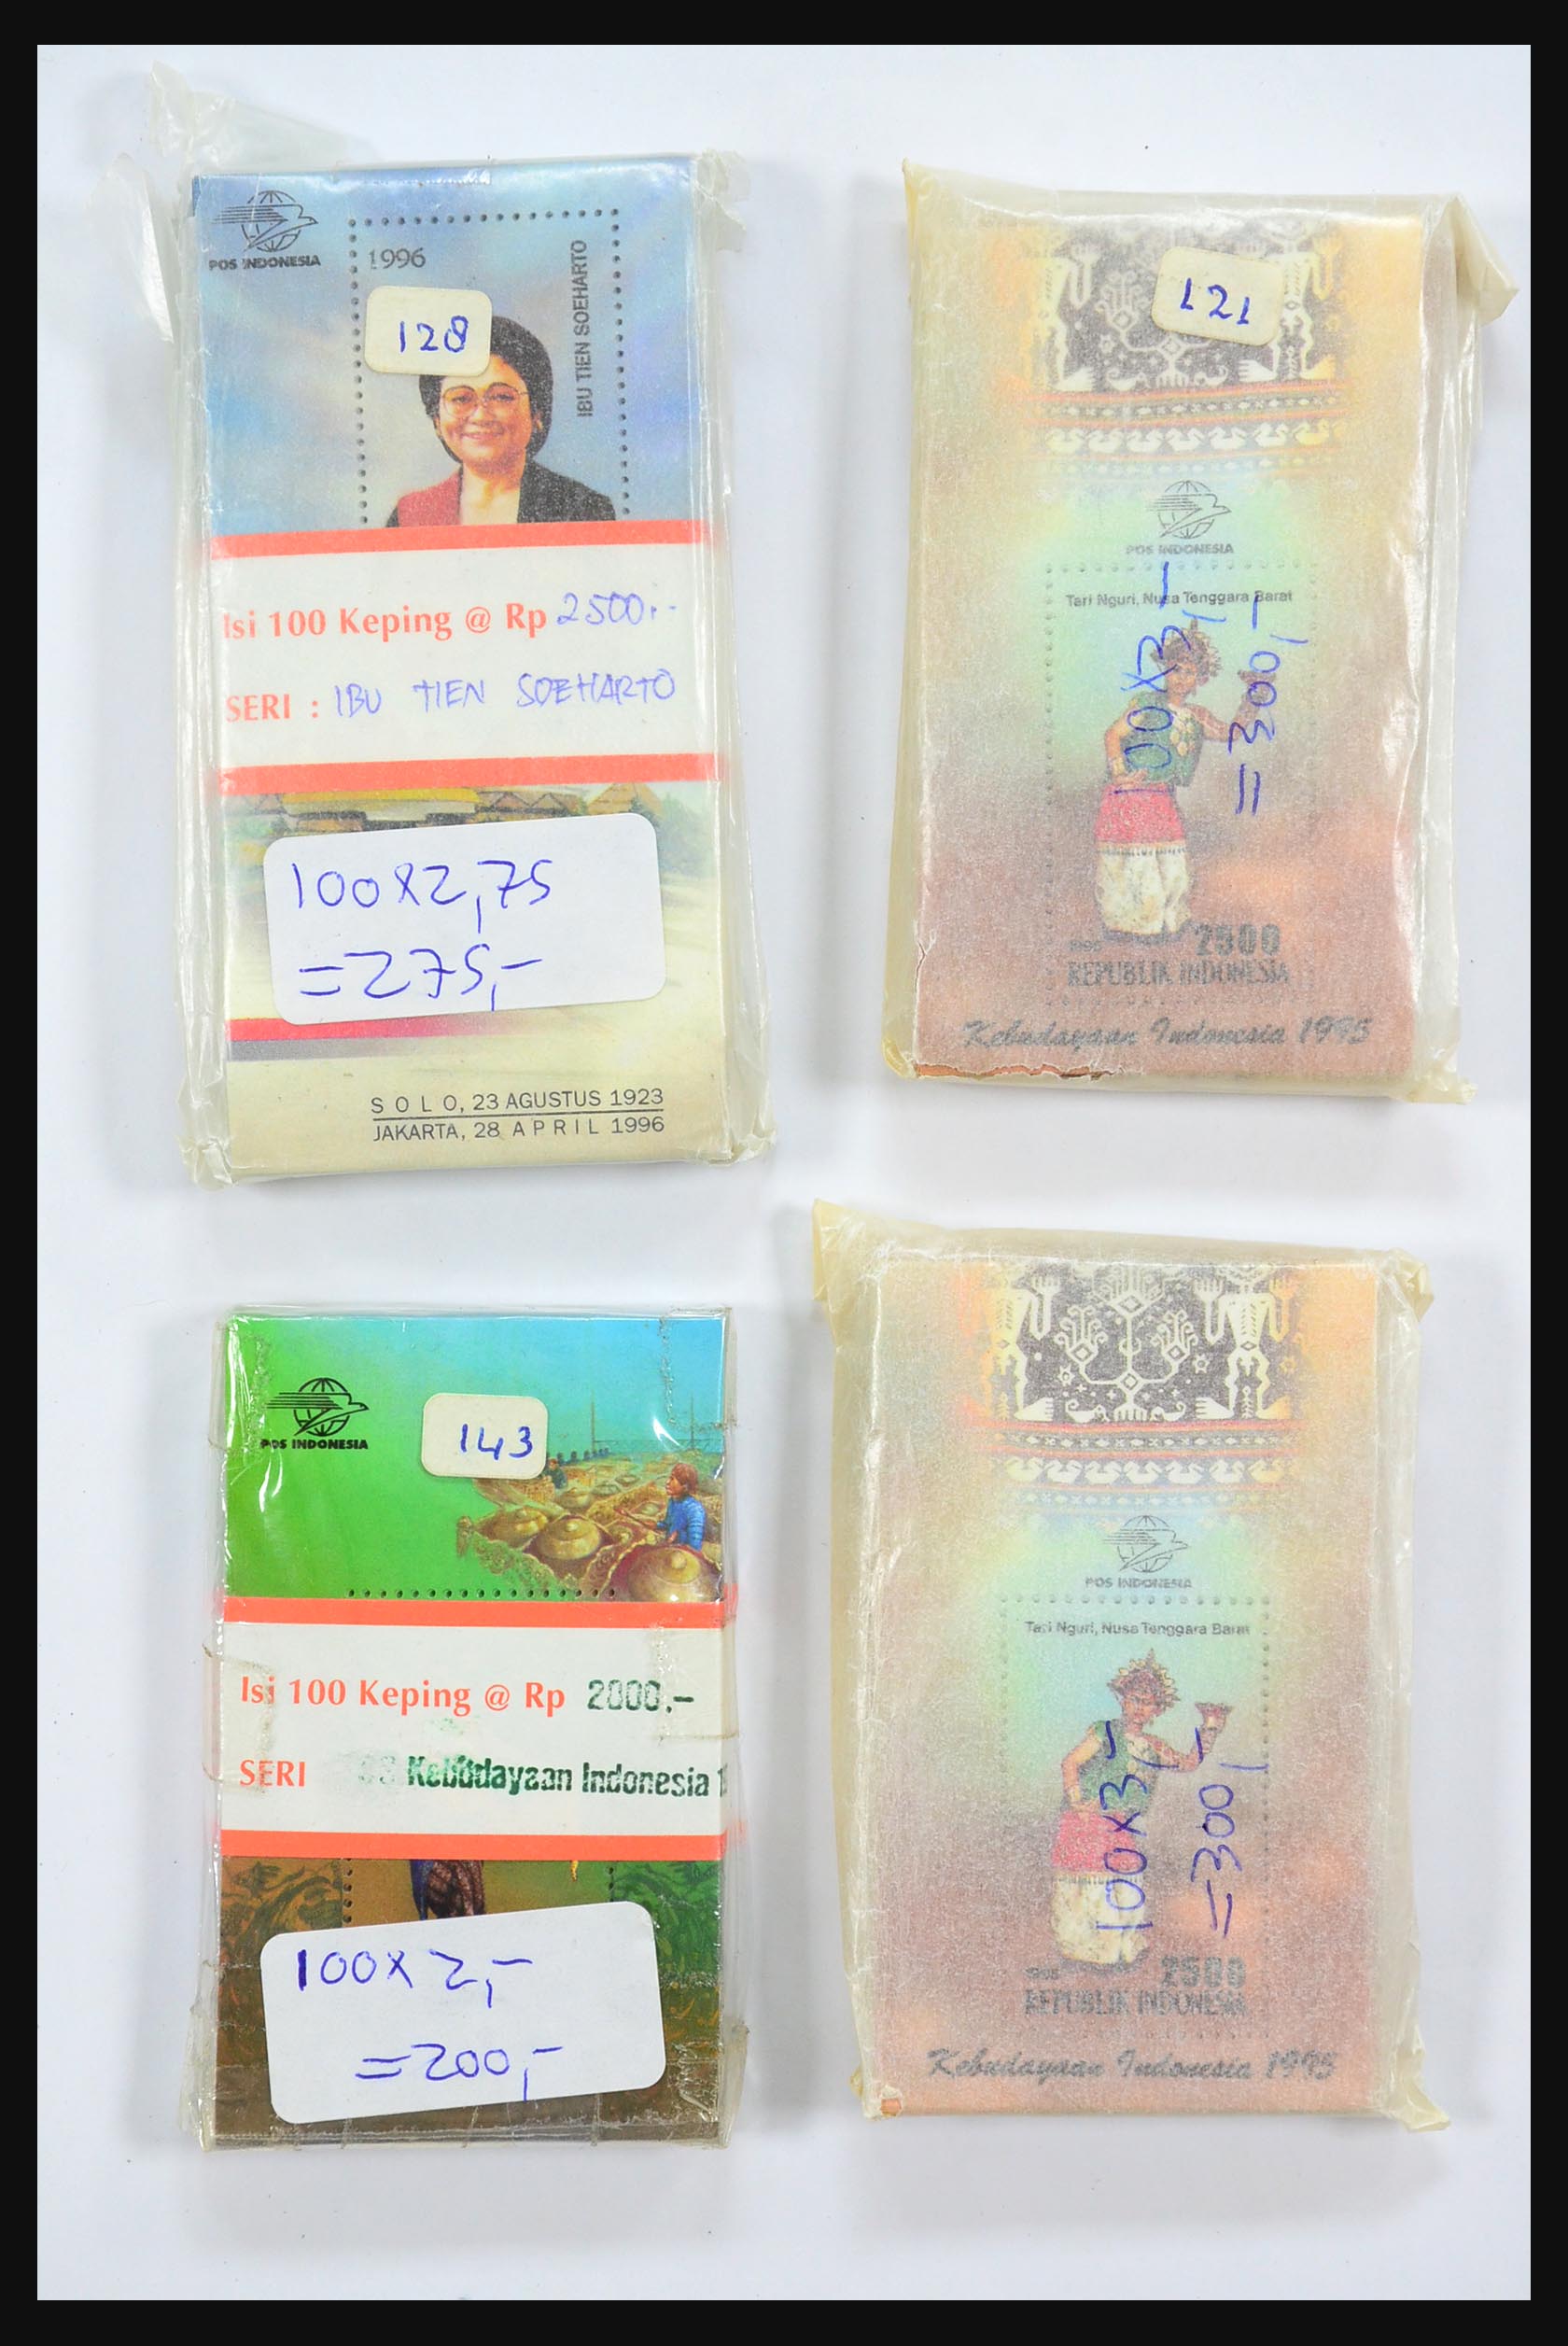 POS INDONESIA
1996
IBU TIEN SOEHARTO
128
Isi 100 Keping @ Rp 2500,-
SERI : IBU TIEN SOEHARTO
100X2,75
=275,-
SOLO, 23 AGUSTUS 1923
JAKARTA, 28 APRIL 1996
121
POS INDONESIA
Tari Nguri, Nusa Tenggara Barat
100X3,-
=300,-
1995 2500
REPUBLIK INDONESIA
Kebudayaan Indonesia 1995
POS INDONESIA
143
Isi 100 Keping @ Rp 2000,-
SERI Kebudayaan Indonesia 1
100X2,-
=200,-
POS INDONESIA
Tari Nguri, Nusa Tenggara Barat
100X3,-
=300,-
1995 2500
REPUBLIK INDONESIA
Kebudayaan Indonesia 1995